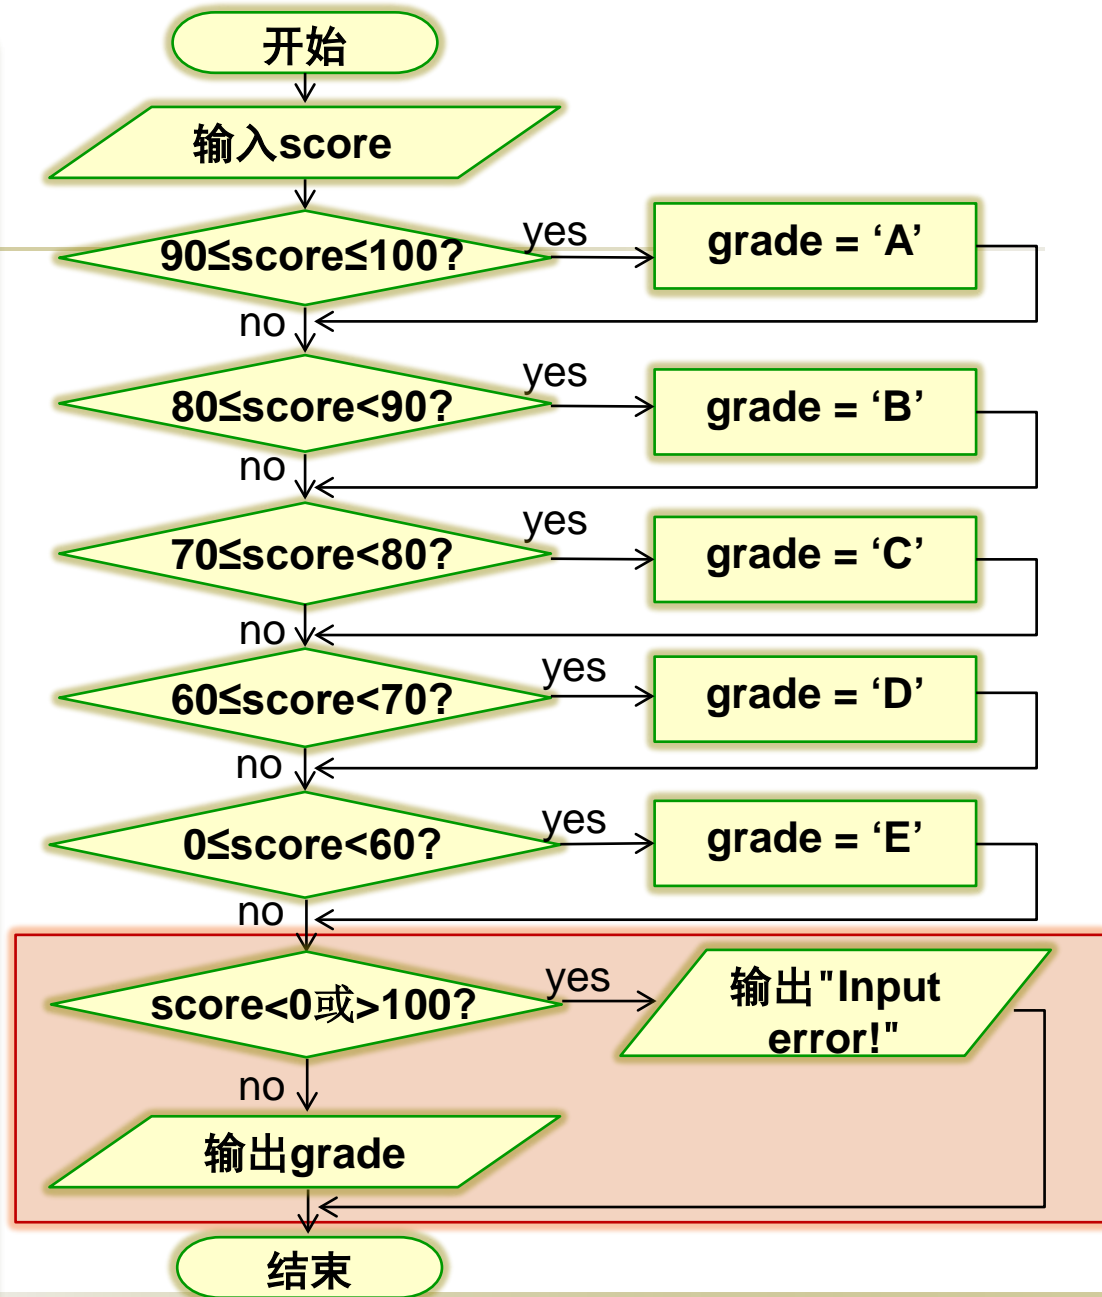 开始
输入score
90≤score≤100?
yes
grade = ‘A’
no
80≤score<90?
yes
grade = ‘B’
no
70≤score<80?
yes
grade = ‘C’
no
60≤score<70?
yes
grade = ‘D’
no
0≤score<60?
yes
grade = ‘E’
no
score<0或>100?
yes
输出"Input
error!"
no
输出grade
结束